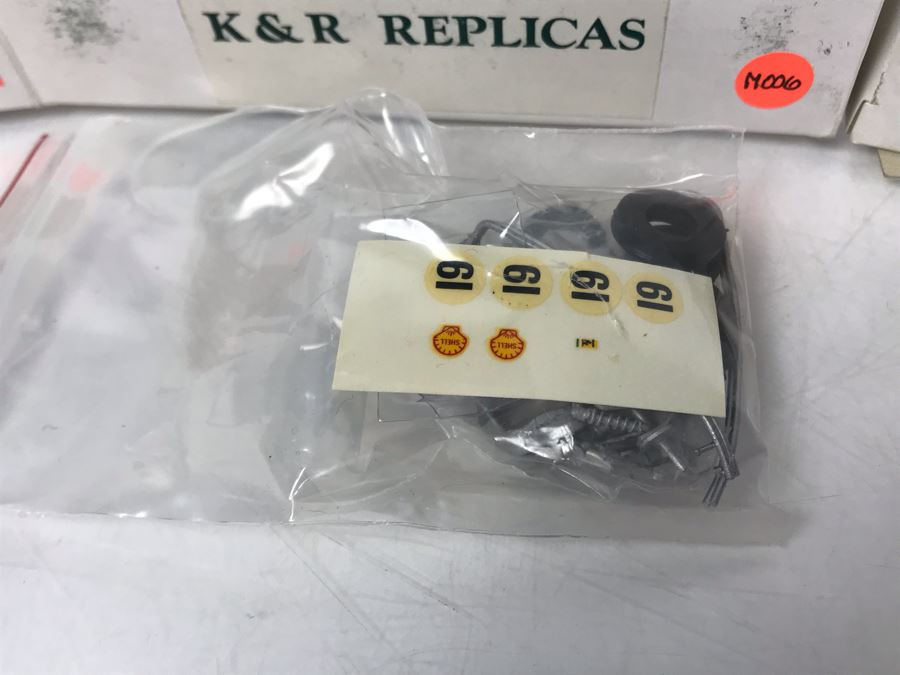 K & R REPLICAS
M006
19 19 19 19
SHELL SHELL